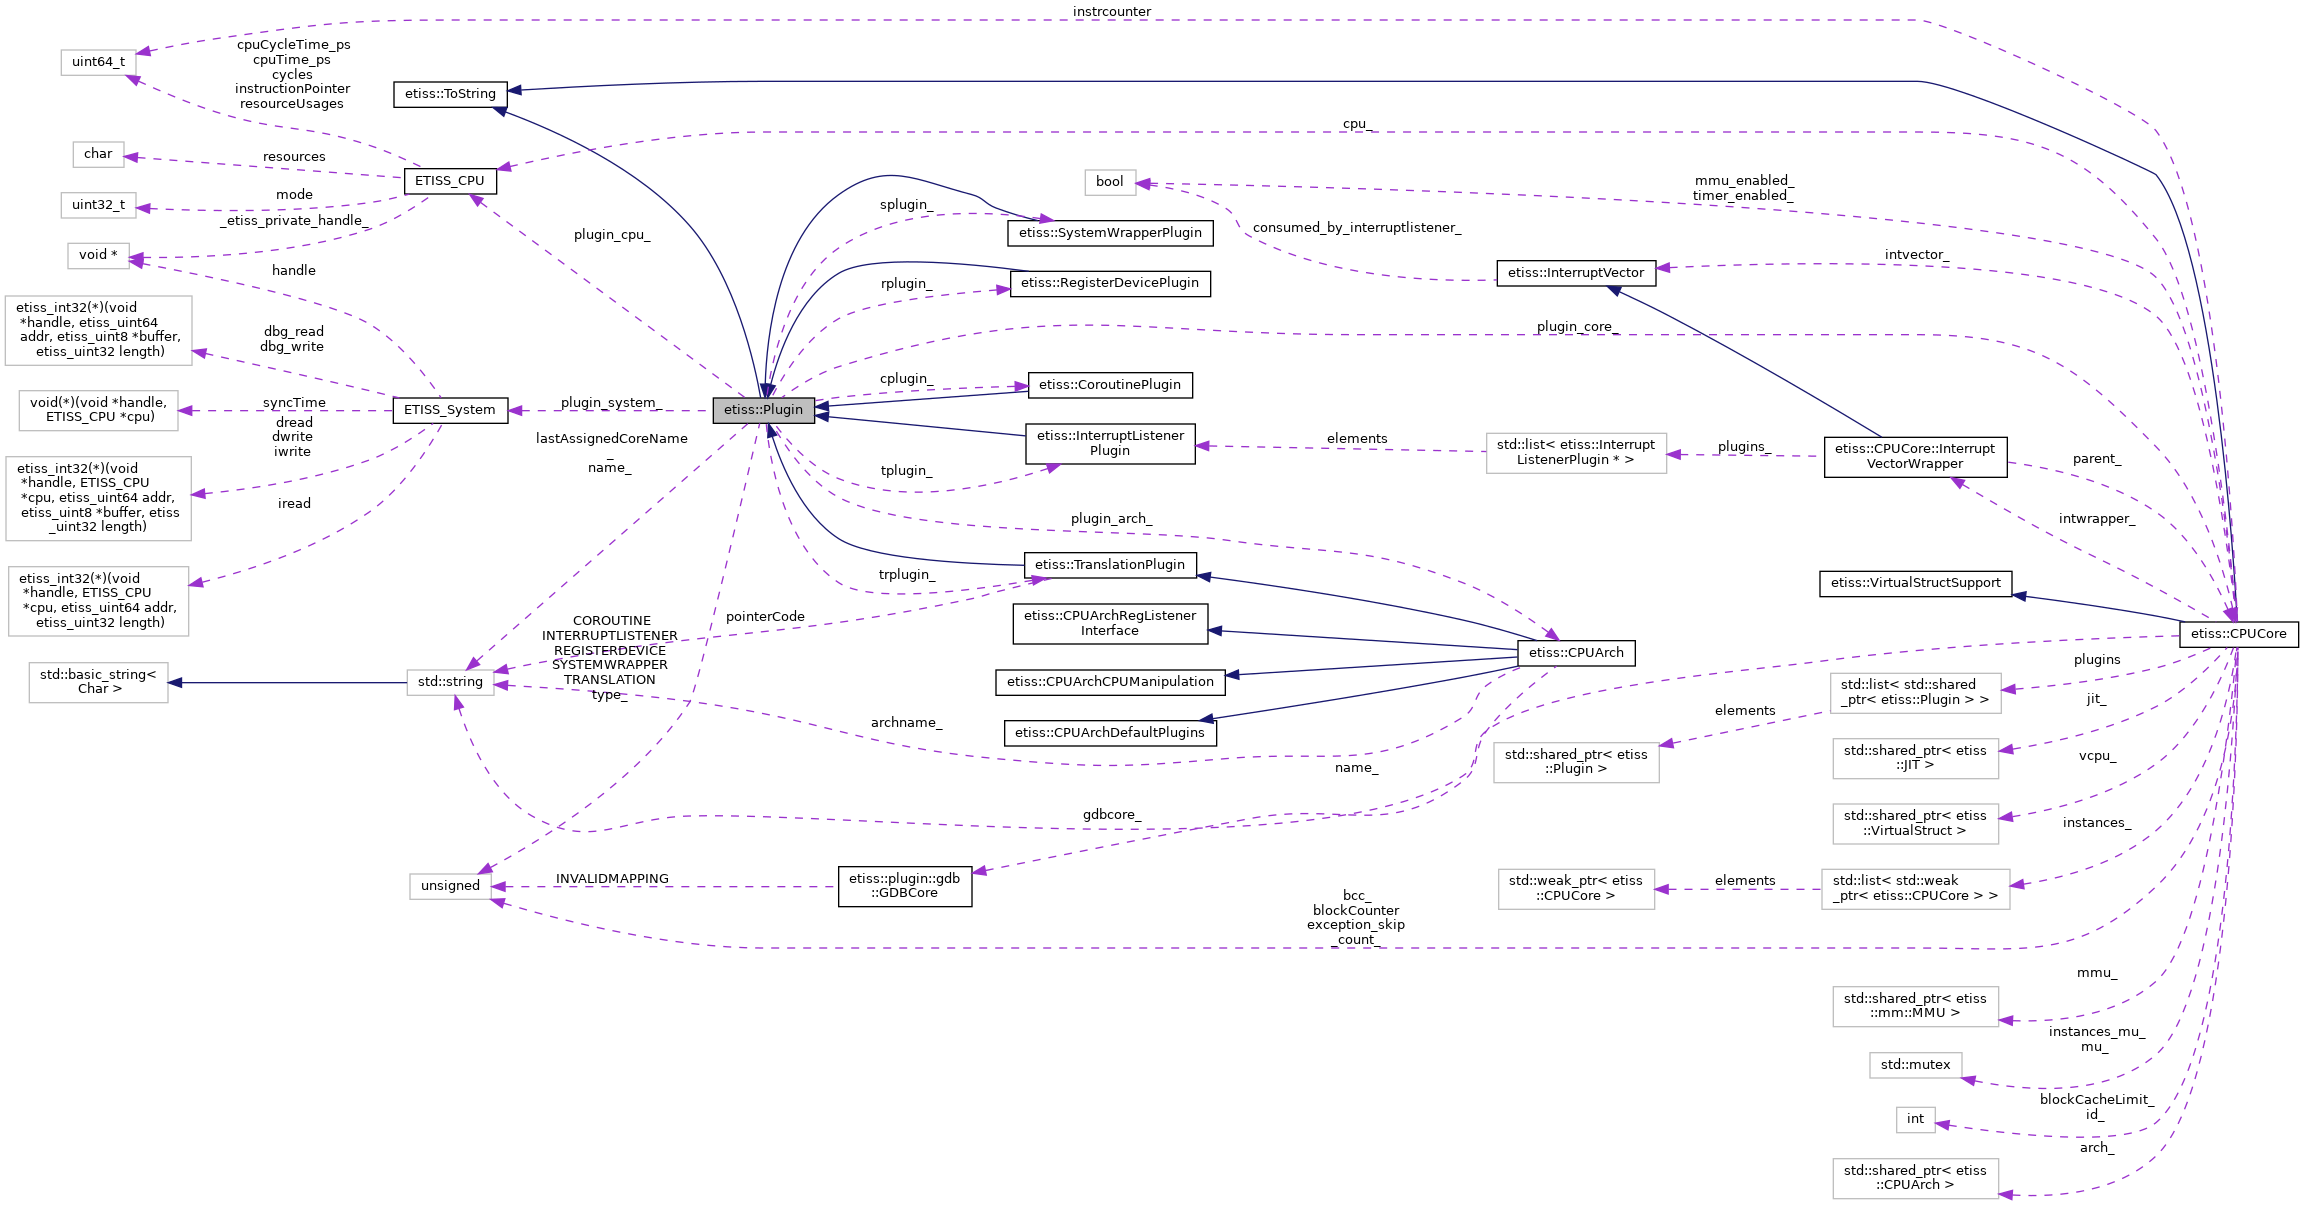 instrcounter
uint64_t
cpuCycleTime_ps
cpuTime_ps
cycles
instructionPointer
resourceUsages
etiss::ToString
cpu_
char
resources
ETISS_CPU
bool
mmu_enabled_
timer_enabled_
uint32_t
mode
_etiss_private_handle_
splugin_
etiss::SystemWrapperPlugin
consumed_by_interruptlistener_
plugin_cpu_
void *
handle
intvector_
etiss::InterruptVector
rplugin_
etiss::RegisterDevicePlugin
etiss_int32(*)(void
*handle, etiss_uint64
addr, etiss_uint8 *buffer,
etiss_uint32 length)
dbg_read
dbg_write
plugin_core_
cplugin_
etiss::CoroutinePlugin
void(*)(void *handle,
ETISS_CPU *cpu)
syncTime
ETISS_System
plugin_system_
etiss::Plugin
dread
dwrite
iwrite
lastAssignedCoreName
_
name_
etiss::InterruptListener
Plugin
elements
std::list< etiss::Interrupt
ListenerPlugin * >
plugins_
etiss::CPUCore::Interrupt
VectorWrapper
parent_
tplugin_
etiss_int32(*)(void
*handle, ETISS_CPU
*cpu, etiss_uint64 addr,
etiss_uint8 *buffer, etiss
_uint32 length)
iread
plugin_arch_
intwrapper_
etiss_int32(*)(void
*handle, ETISS_CPU
*cpu, etiss_uint64 addr,
etiss_uint32 length)
trplugin_
etiss::TranslationPlugin
etiss::VirtualStructSupport
pointerCode
etiss::CPUArchRegListener
Interface
COROUTINE
INTERRUPTLISTENER
REGISTERDEVICE
SYSTEMWRAPPER
TRANSLATION
type_
etiss::CPUArch
etiss::CPUCore
std::basic_string<
Char >
std::string
etiss::CPUArchCPUManipulation
plugins
std::list< std::shared
_ptr< etiss::Plugin > >
jit_
elements
archname_
etiss::CPUArchDefaultPlugins
std::shared_ptr< etiss
::Plugin >
std::shared_ptr< etiss
::JIT >
name_
vcpu_
gdbcore_
std::shared_ptr< etiss
::VirtualStruct >
instances_
unsigned
INVALIDMAPPING
etiss::plugin::gdb
::GDBCore
std::weak_ptr< etiss
::CPUCore >
elements
std::list< std::weak
_ptr< etiss::CPUCore > >
bcc_
blockCounter
exception_skip
_count_
mmu_
std::shared_ptr< etiss
::mm::MMU >
instances_mu_
mu_
std::mutex
blockCacheLimit_
id_
int
arch_
std::shared_ptr< etiss
::CPUArch >